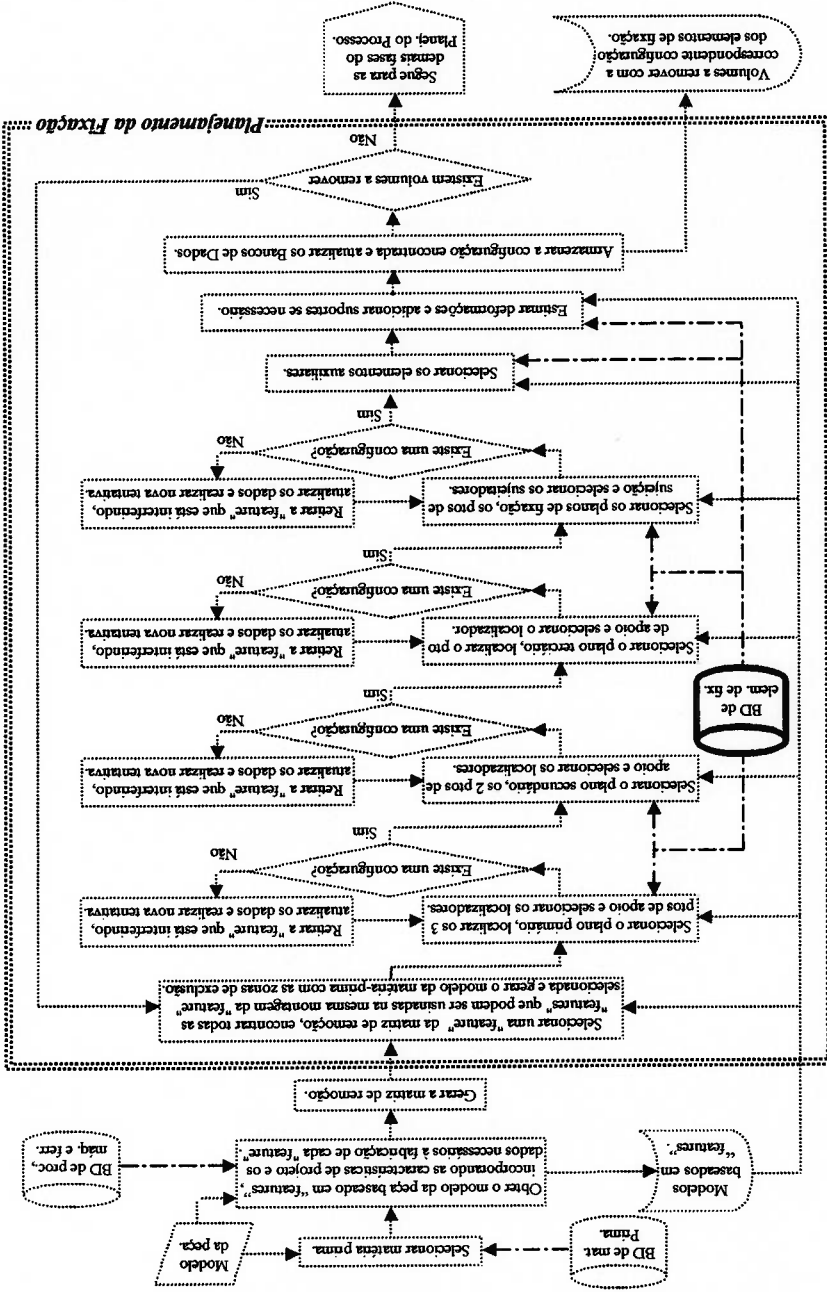 BD de mat.
Prima.
Selecionar matéria prima.
Modelo
da peça.
Modelos
baseados em
“features”.
Obter o modelo da peça baseado em “features”,
incorporando as características de projeto e os
dados necessários à fabricação de cada "feature".
BD de proc,
máq. e ferr.
Gerar a matriz de remoção.
Selecionar uma "feature" da matriz de remoção, encontrar todas as
"features" que podem ser usinadas na mesma montagem da "feature"
selecionada e gerar o modelo da matéria-prima com as zonas de exclusão.
Selecionar o plano primário, localizar os 3
ptos de apoio e selecionar os localizadores.
Retirar a "feature" que está interferindo,
atualizar os dados e realizar nova tentativa.
Existe uma configuração?
Não
Sim
Selecionar o plano secundário, os 2 ptos de
apoio e selecionar os localizadores.
Retirar a "feature" que está interferindo,
atualizar os dados e realizar nova tentativa.
Existe uma configuração?
Não
Sim
BD de
elem. de fix.
Selecionar o plano terciário, localizar o pto
de apoio e selecionar o localizador.
Retirar a "feature" que está interferindo,
atualizar os dados e realizar nova tentativa.
Existe uma configuração?
Não
Sim
Selecionar os planos de fixação, os ptos de
sujeição e selecionar os sujeitadores.
Retirar a "feature" que está interferindo,
atualizar os dados e realizar nova tentativa.
Existe uma configuração?
Não
Sim
Selecionar os elementos auxiliares.
Estimar deformações e adicionar suportes se necessário.
Armazenar a configuração encontrada e atualizar os Bancos de Dados.
Existem volumes a remover
Sim
Não
Planejamento da Fixação
Volumes a remover com a
correspondente configuração
dos elementos de fixação.
Segue para as
demais fases do
Planej. do Processo.